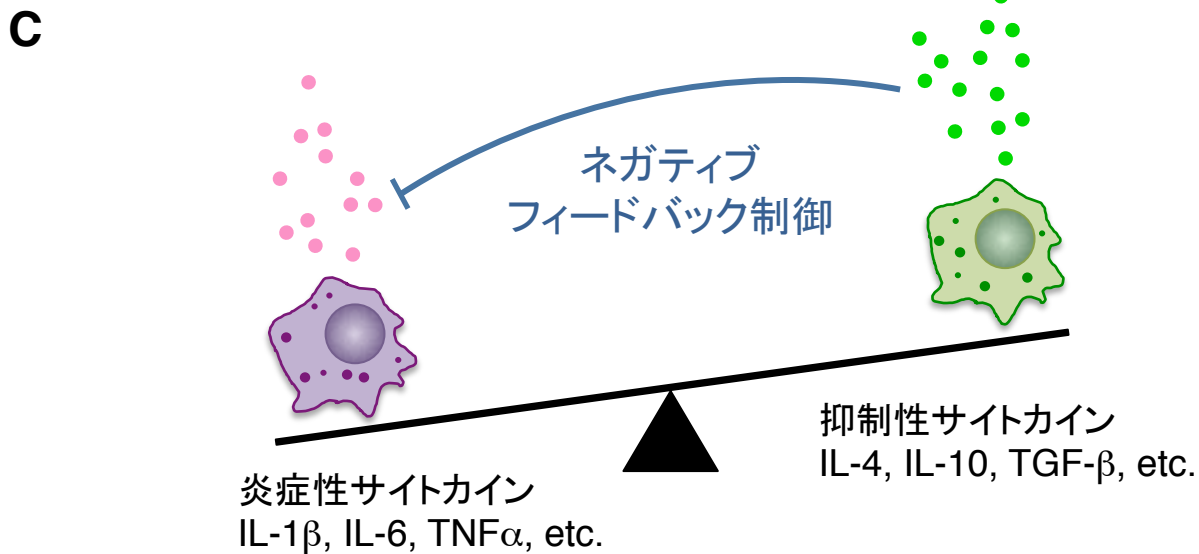 C
ネガティブ
フィードバック制御
抑制性サイトカイン
IL-4, IL-10, TGF-β, etc.
炎症性サイトカイン
IL-1β, IL-6, TNFα, etc.